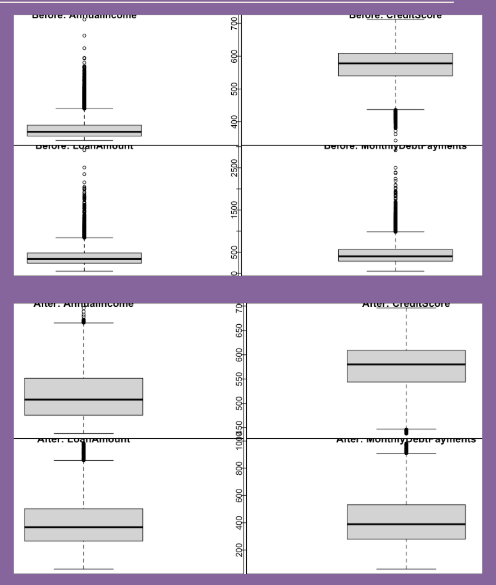 Before: AnnualIncome
Before: CreditScore
700
600
500
400
Before: LoanAmount
Before: MonthlyDebtPayments
2500
1500
500
0
After: AnnualIncome
After: CreditScore
650
600
550
500
450
After: LoanAmount
After: MonthlyDebtPayments
1000
800
600
400
200